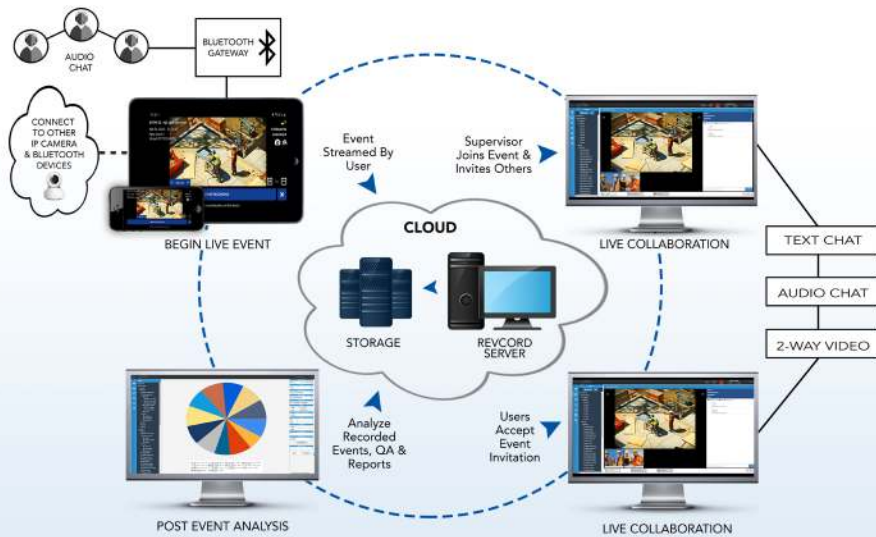 AUDIO
CHAT
BLUETOOTH
GATEWAY
CONNECT
TO OTHER
IP CAMERA
& BLUETOOTH
DEVICES
BEGIN LIVE EVENT
Event
Streamed By
User
Supervisor
Joins Event &
Invites Others
LIVE COLLABORATION
TEXT CHAT
AUDIO CHAT
2-WAY VIDEO
CLOUD
STORAGE
REVCORD
SERVER
Analyze
Recorded
Events, QA &
Reports
Users
Accept
Event
Invitation
POST EVENT ANALYSIS
LIVE COLLABORATION